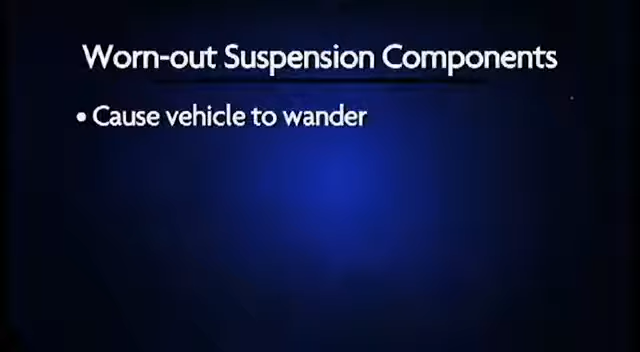 Worn-out Suspension Components
• Cause vehicle to wander